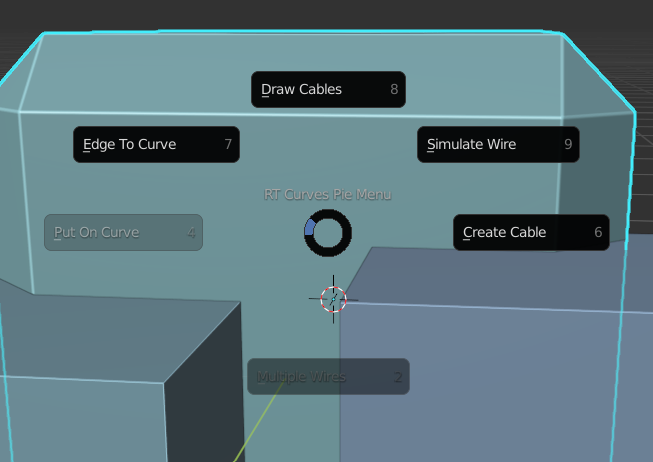 Draw Cables 8
Edge To Curve 7
Simulate Wire 9
RT Curves Pie Menu
Put On Curve 4
Create Cable 6
Multiple Wires 2